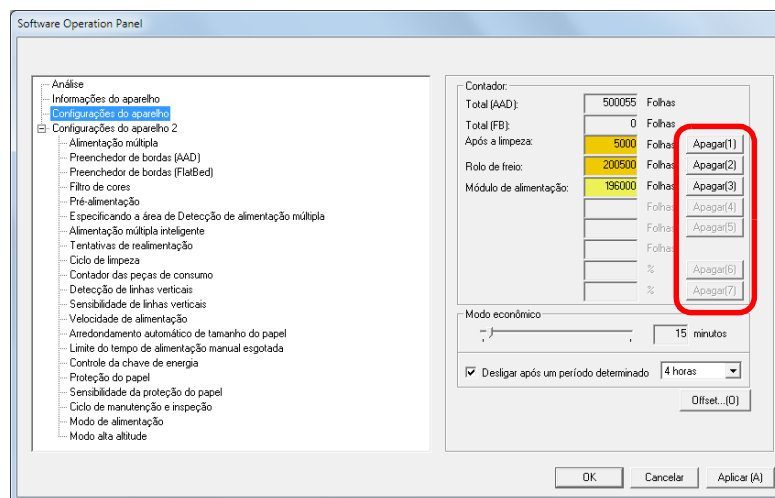 Software Operation Panel
Análise
Informações do aparelho
Configurações do aparelho
Configurações do aparelho 2
Alimentação múltipla
Preenchedor de bordas (AAD)
Preenchedor de bordas (FlatBed)
Filtro de cores
Pré-alimentação
Especificando a área de Detecção de alimentação múltipla
Alimentação múltipla inteligente
Tentativas de realimentação
Ciclo de limpeza
Contador das peças de consumo
Detecção de linhas verticais
Sensibilidade de linhas verticais
Velocidade de alimentação
Arredondamento automático de tamanho do papel
Limite do tempo de alimentação manual esgotada
Controle da chave de energia
Proteção do papel
Sensibilidade da proteção do papel
Ciclo de manutenção e inspeção
Modo de alimentação
Modo alta altitude
Contador:
Total (AAD): 500055 Folhas
Total (FB): 0 Folhas
Após a limpeza: 5000 Folhas Apagar(1)
Rolo de freio: 200500 Folhas Apagar(2)
Módulo de alimentação: 196000 Folhas Apagar(3)
Folhas Apagar(4)
Folhas Apagar(5)
Folhas
% Apagar(6)
% Apagar(7)
Modo econômico
15 minutos
Desligar após um período determinado 4 horas
Offset...(O)
OK Cancelar Aplicar (A)